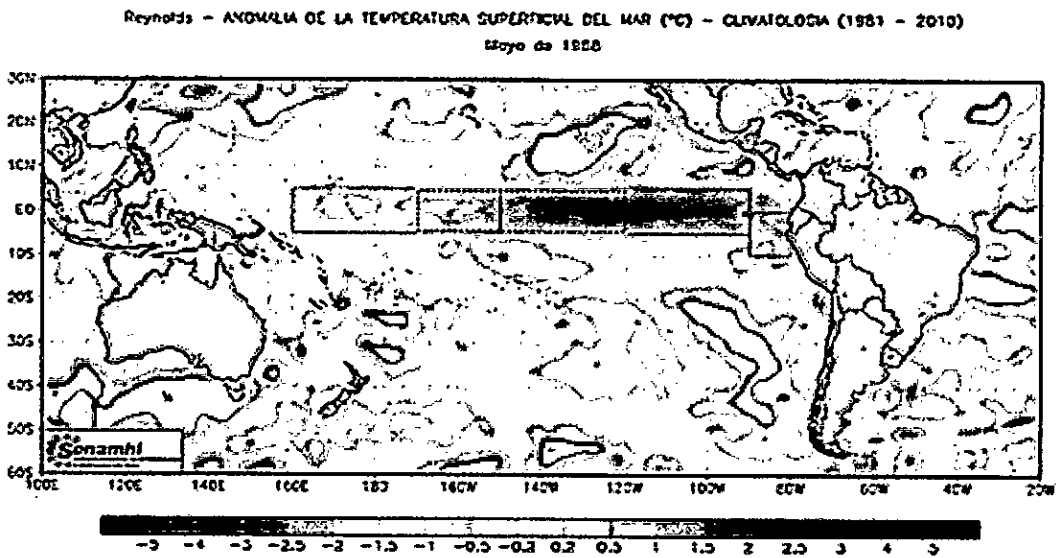 Reynolds - ANOMALIA DE LA TEMPERATURA SUPERFICIAL DEL MAR (°C) - CLIMATOLOGIA (1981 - 2010)
Mayo de 1988
30N
20N
10N
EQ
10S
20S
30S
40S
50S
60S
Senamhi
100E 120E 140E 160E 180 160W 140W 120W 100W 80W 60W 40W 20W
-5 -4 -3 -2.5 -2 -1.5 -1 -0.5 -0.2 0.2 0.5 1 1.5 2 2.5 3 4 5